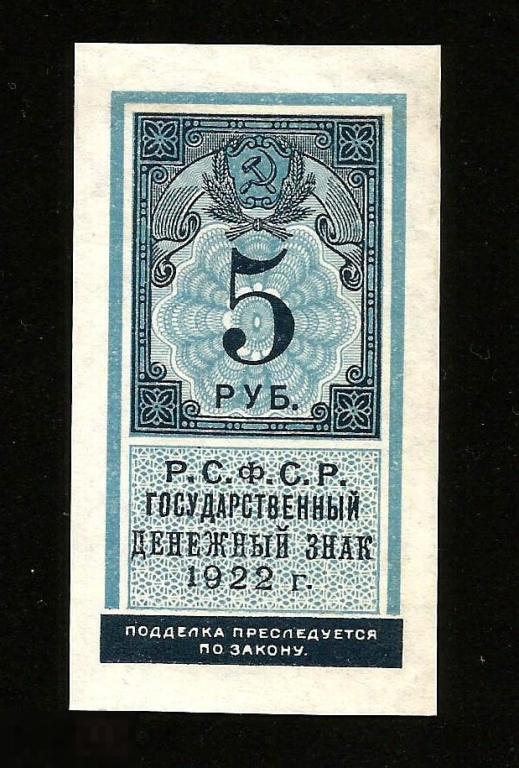 5
РУБ.
Р.С.Ф.С.Р.
ГОСУДАРСТВЕННЫЙ
ДЕНЕЖНЫЙ ЗНАК
1922 г.
ПОДДЕЛКА ПРЕСЛЕДУЕТСЯ
ПО ЗАКОНУ.